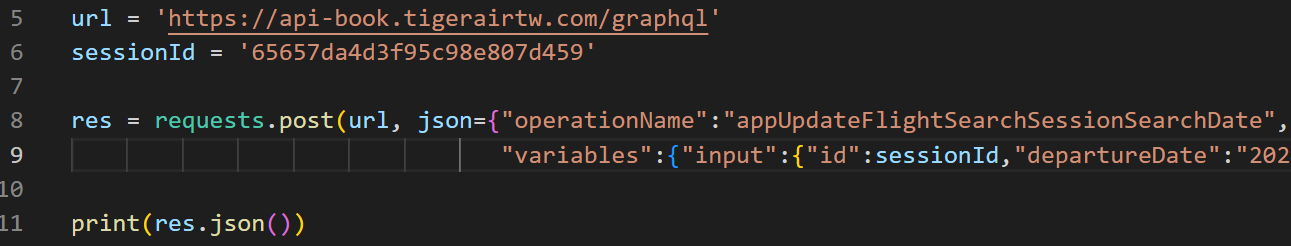 5 url = 'https://api-book.tigerairtw.com/graphql'
6 sessionId = '65657da4d3f95c98e807d459'
7
8 res = requests.post(url, json={"operationName":"appUpdateFlightSearchSessionSearchDate",
9 "variables":{"input":{"id":sessionId,"departureDate":"202
10
11 print(res.json())